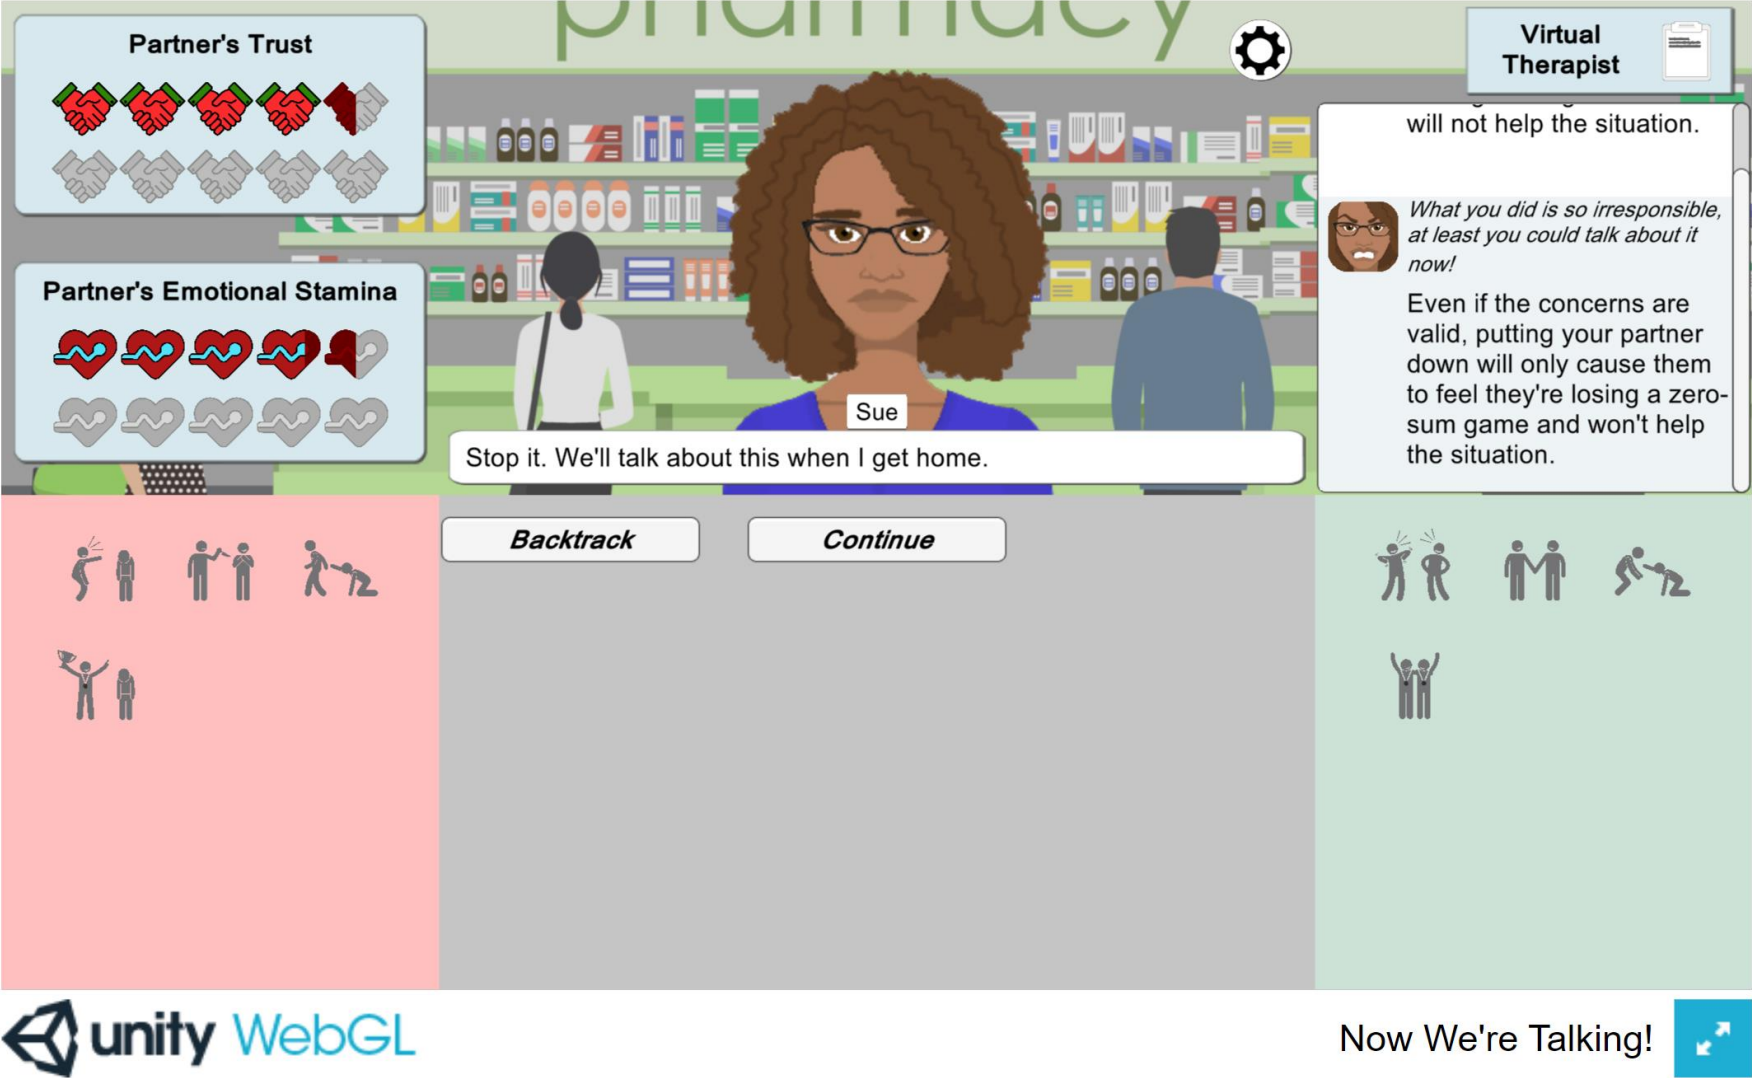 pharmacy
Partner's Trust
Virtual
Therapist
will not help the situation.
What you did is so irresponsible,
at least you could talk about it
now!
Partner's Emotional Stamina
Even if the concerns are
valid, putting your partner
down will only cause them
to feel they're losing a zero-
sum game and won't help
the situation.
Sue
Stop it. We'll talk about this when I get home.
Backtrack
Continue
unity WebGL
Now We're Talking!